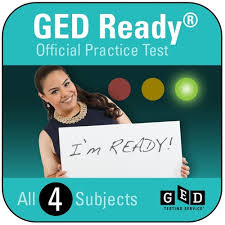 GED Ready®
Official Practice Test
I'm READY!
All 4 Subjects
GED
TESTING SERVICE®